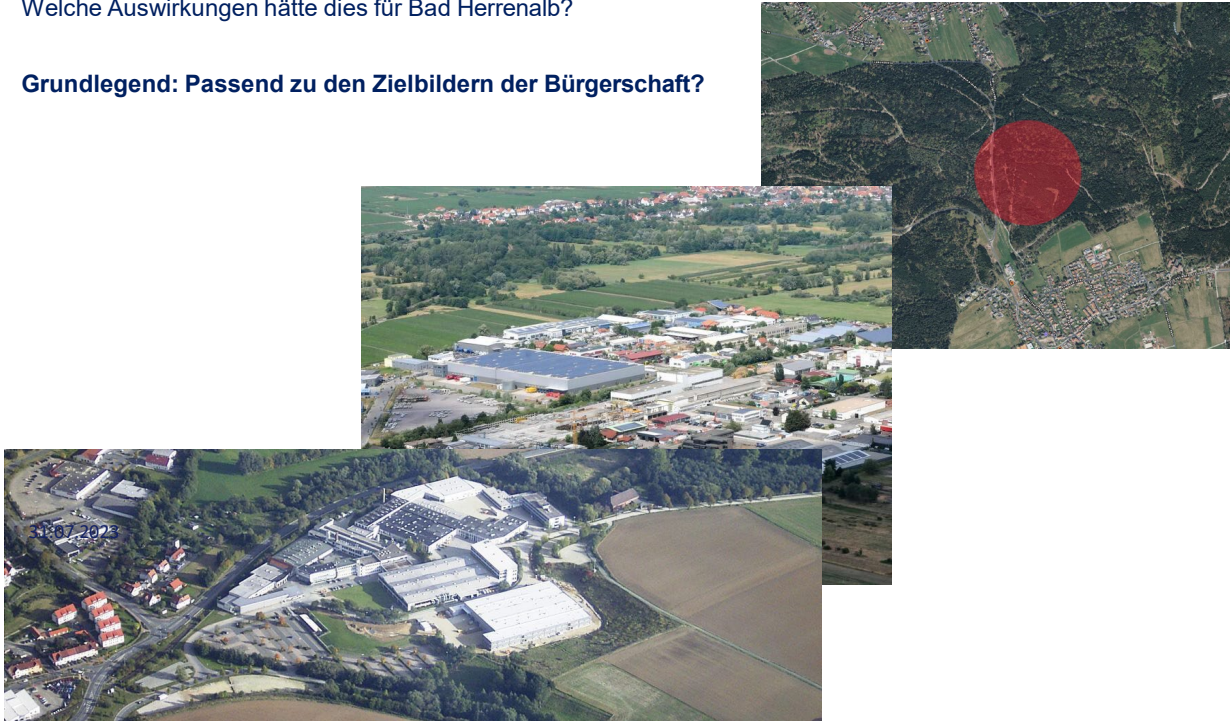 Welche Auswirkungen hätte dies für Bad Herrenalb?
Grundlegend: Passend zu den Zielbildern der Bürgerschaft?
31.07.2023